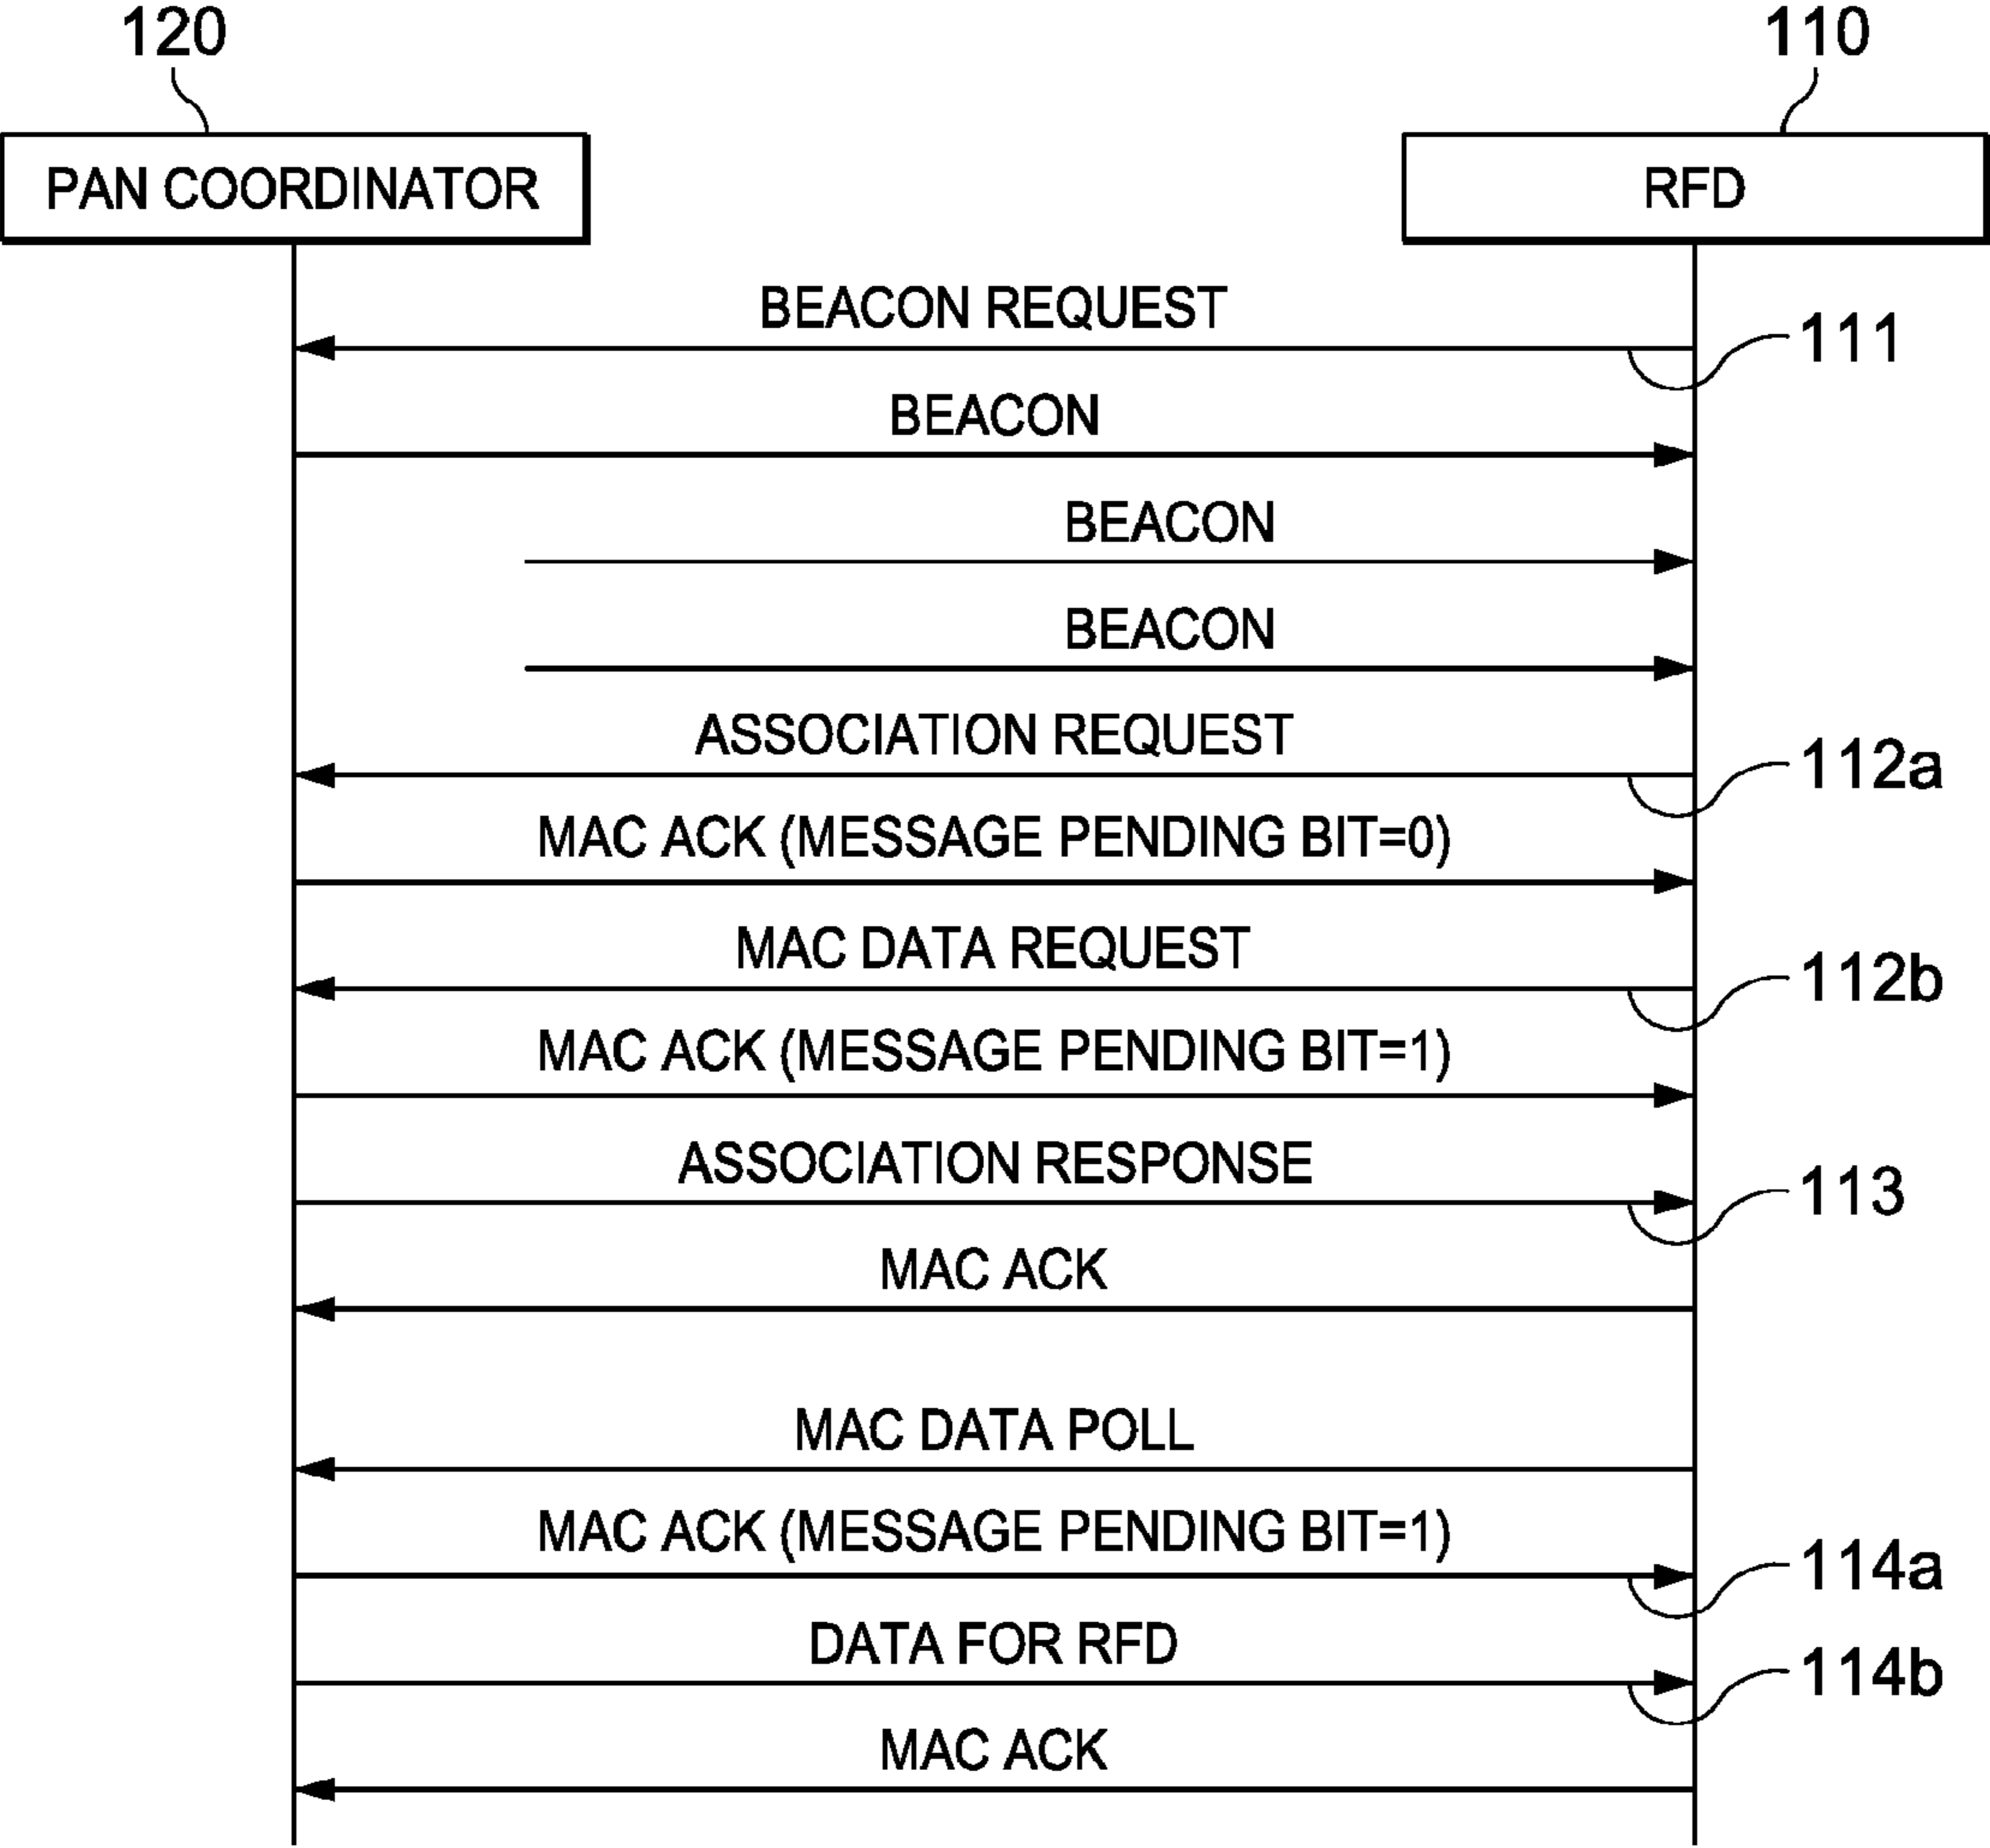 120
110
PAN COORDINATOR
RFD
BEACON REQUEST
111
BEACON
BEACON
BEACON
ASSOCIATION REQUEST
112a
MAC ACK (MESSAGE PENDING BIT=0)
MAC DATA REQUEST
112b
MAC ACK (MESSAGE PENDING BIT=1)
ASSOCIATION RESPONSE
113
MAC ACK
MAC DATA POLL
MAC ACK (MESSAGE PENDING BIT=1)
114a
DATA FOR RFD
114b
MAC ACK